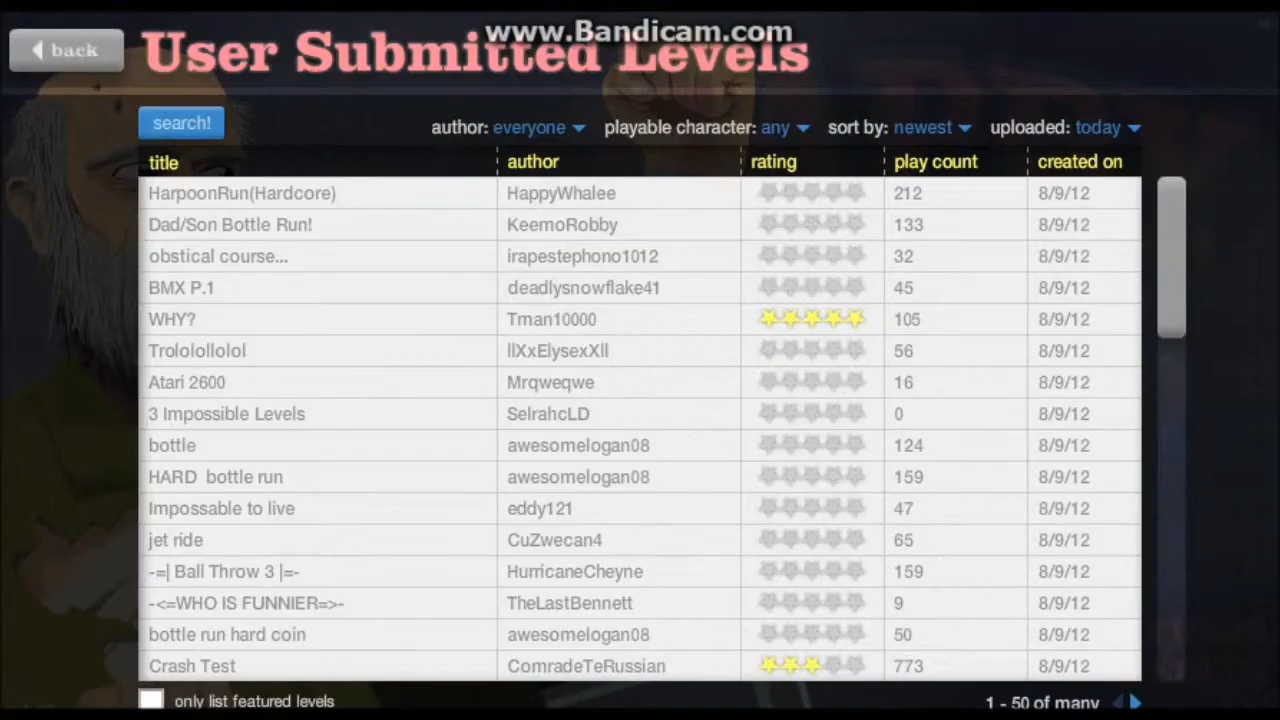 www.Bandicam.com
back
User Submitted Levels
search!
author: everyone playable character: any sort by: newest uploaded: today
title author rating play count created on
HarpoonRun(Hardcore) HappyWhalee 212 8/9/12
Dad/Son Bottle Run! KeemoRobby 133 8/9/12
obstical course... irapestephono1012 32 8/9/12
BMX P.1 deadlysnowflake41 45 8/9/12
WHY? Tman10000 105 8/9/12
Trolololl​olol llXxElysexXll 56 8/9/12
Atari 2600 Mrqweqwe 16 8/9/12
3 Impossible Levels SelrahcLD 0 8/9/12
bottle awesomelogan08 124 8/9/12
HARD  bottle run awesomelogan08 159 8/9/12
Impossable to live eddy121 47 8/9/12
jet ride CuZwecan4 65 8/9/12
-=| Ball Throw 3 |=- HurricaneCheyne 159 8/9/12
-<=WHO IS FUNNIER=>- TheLastBennett 9 8/9/12
bottle run hard coin awesomelogan08 50 8/9/12
Crash Test ComradeTeRussian 773 8/9/12
only list featured levels 1 - 50 of many